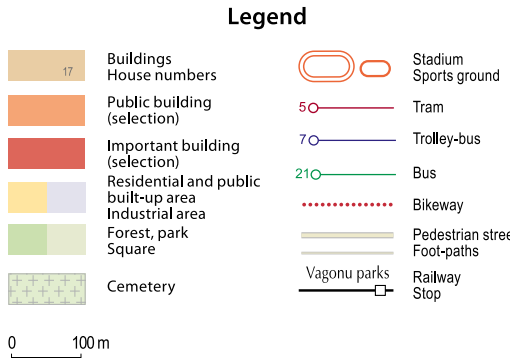 Legend
17
Buildings
House numbers
Public building
(selection)
Important building
(selection)
Residential and public
built-up area
Industrial area
Forest, park
Square
Cemetery
0 100 m
Stadium
Sports ground
5 Tram
7 Trolley-bus
21 Bus
Bikeway
Pedestrian stree
Foot-paths
Vagonu parks
Railway
Stop